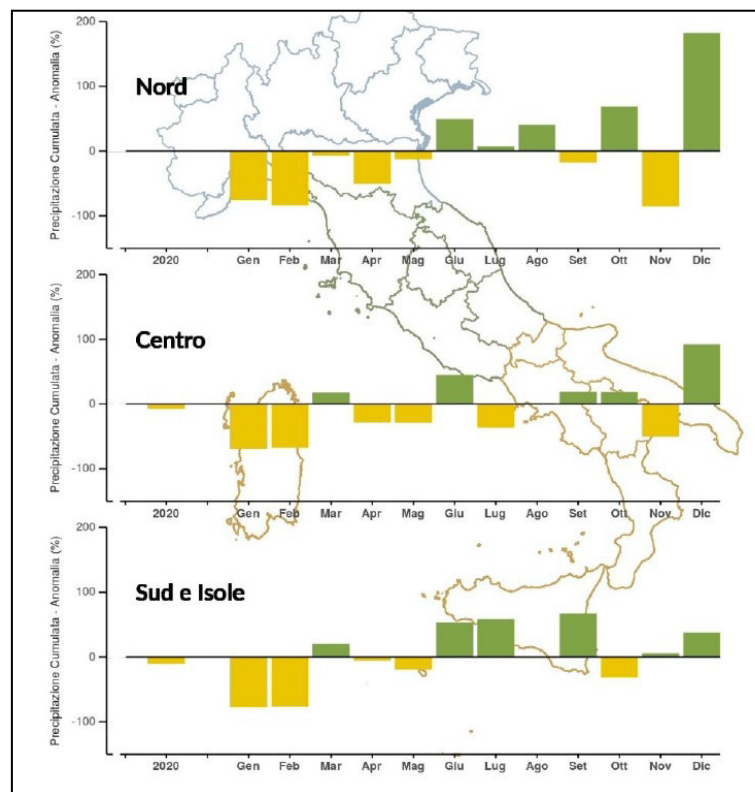 Precipitazione Cumulata - Anomalia (%)
200
100
0
-100
Nord
2020 Gen Feb Mar Apr Mag Giu Lug Ago Set Ott Nov Dic
Precipitazione Cumulata - Anomalia (%)
200
100
0
-100
Centro
2020 Gen Feb Mar Apr Mag Giu Lug Ago Set Ott Nov Dic
Precipitazione Cumulata - Anomalia (%)
200
100
0
-100
Sud e Isole
2020 Gen Feb Mar Apr Mag Giu Lug Ago Set Ott Nov Dic